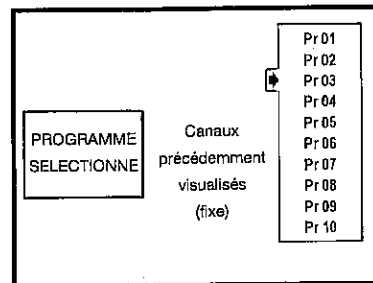 PROGRAMME
SELECTIONNE
Canaux
précédemment
visualisés
(fixe)
Pr 01
Pr 02
Pr 03
Pr 04
Pr 05
Pr 06
Pr 07
Pr 08
Pr 09
Pr 10